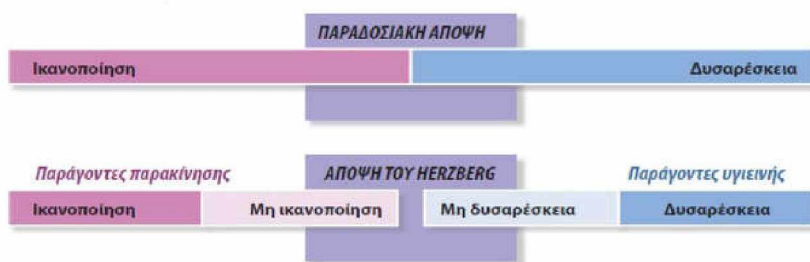 ΠΑΡΑΔΟΣΙΑΚΗ ΑΠΟΨΗ
Ικανοποίηση Δυσαρέσκεια
Παράγοντες παρακίνησης ΑΠΟΨΗ ΤΟΥ HERZBERG Παράγοντες υγιεινής
Ικανοποίηση Μη ικανοποίηση Μη δυσαρέσκεια Δυσαρέσκεια